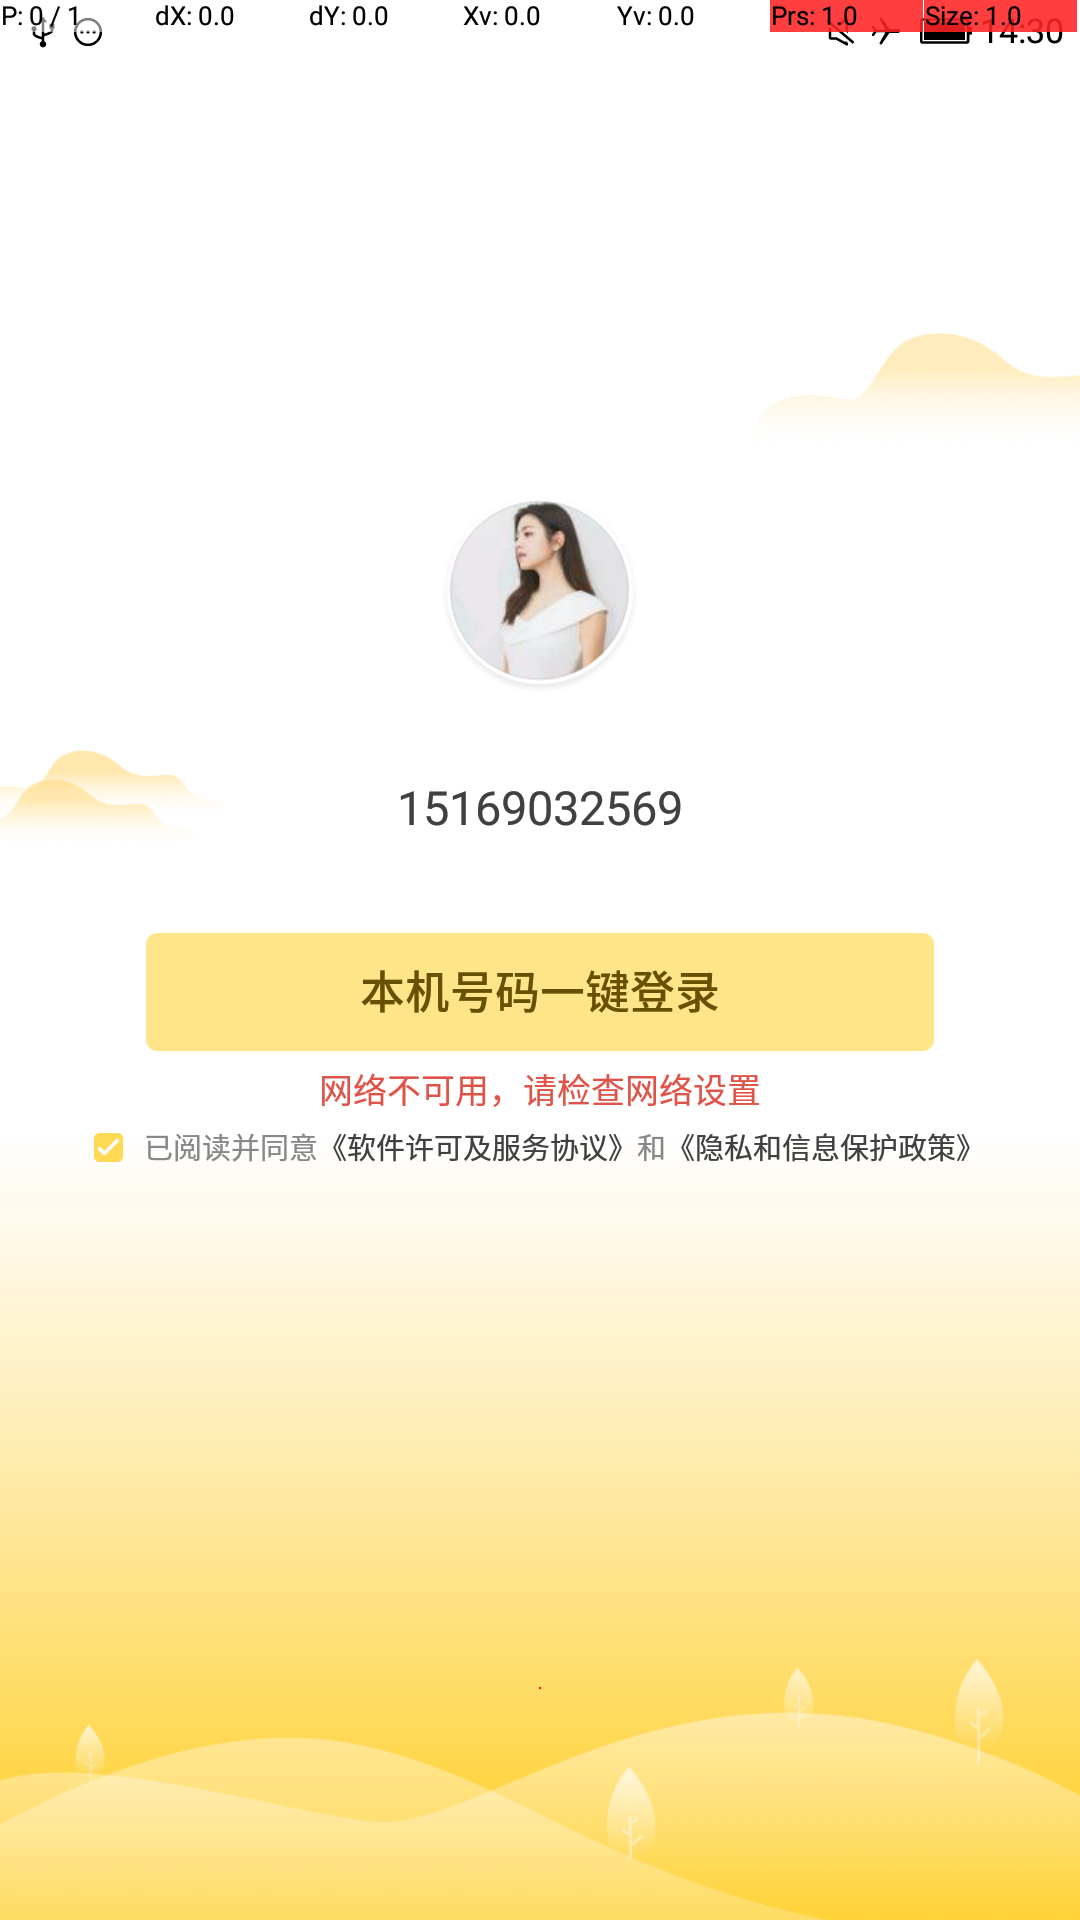 P: 0 / 1 dX: 0.0 dY: 0.0 Xv: 0.0 Yv: 0.0 Prs: 1.0 Size: 1.0
14:30
15169032569
本机号码一键登录
网络不可用，请检查网络设置
已阅读并同意《软件许可及服务协议》和《隐私和信息保护政策》